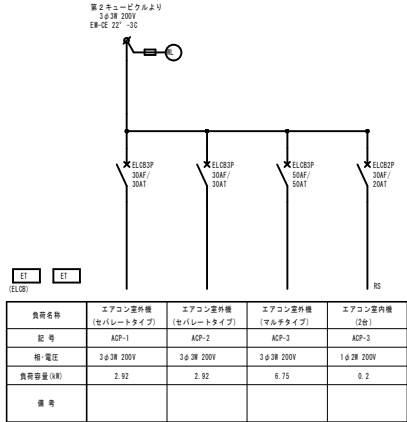 第2キュービクルより
3φ3W 200V
EM-CE 22° -3C
WL
ELCB3P
30AF/
30AT
ELCB3P
30AF/
30AT
ELCB3P
50AF/
50AT
ELCB2P
30AF/
20AT
ET ET
(ELCB)
RS
負荷名称 エアコン室外機 (セパレートタイプ) エアコン室外機 (セパレートタイプ) エアコン室外機 (マルチタイプ) エアコン室内機 (2台)
記 号 ACP-1 ACP-2 ACP-3 ACP-3
相・電圧 3φ3W 200V 3φ3W 200V 3φ3W 200V 1φ2W 200V
負荷容量(kW) 2.92 2.92 6.75 0.2
備 考